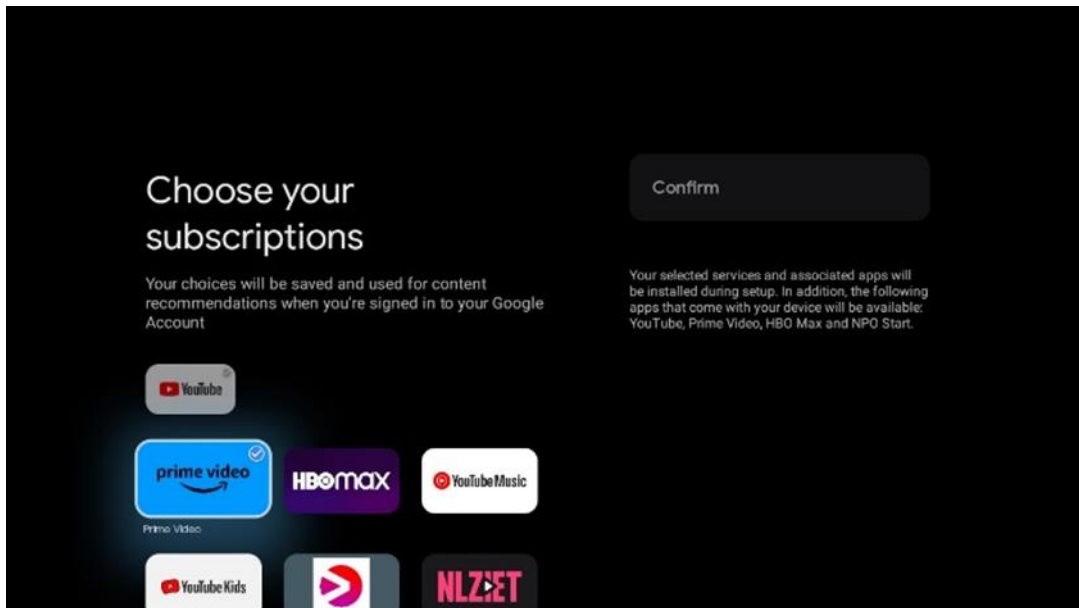 Choose your
subscriptions
Your choices will be saved and used for content
recommendations when you're signed in to your Google
Account
YouTube
prime video
HBOmax
YouTube Music
Prime Video
YouTube Kids
NLZIET
Confirm
Your selected services and associated apps will
be installed during setup. In addition, the following
apps that come with your device will be available:
YouTube, Prime Video, HBO Max and NPO Start.